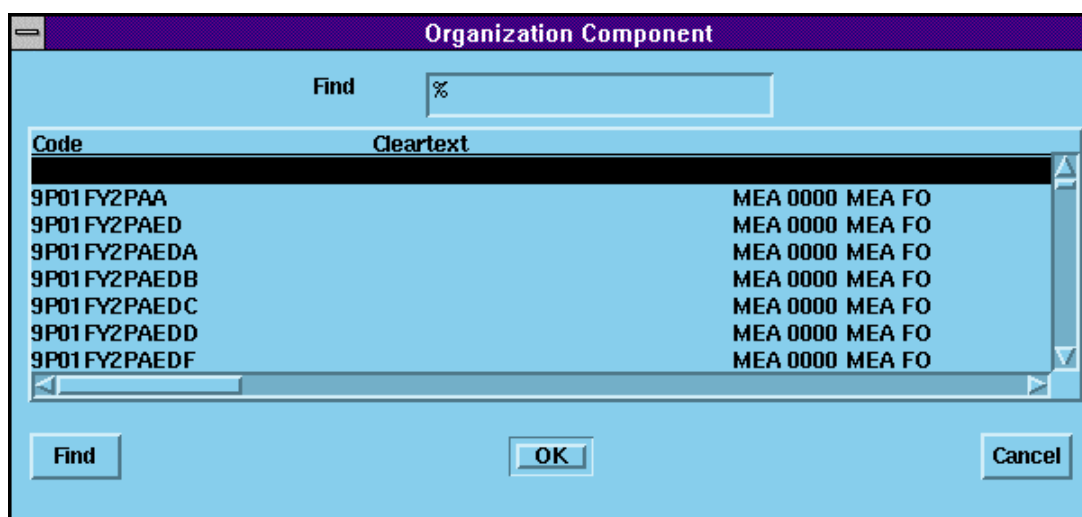 Organization Component
Find %
Code Cleartext
9P01FY2PAA MEA 0000 MEA FO
9P01FY2PAED MEA 0000 MEA FO
9P01FY2PAEDA MEA 0000 MEA FO
9P01FY2PAEDB MEA 0000 MEA FO
9P01FY2PAEDC MEA 0000 MEA FO
9P01FY2PAEDD MEA 0000 MEA FO
9P01FY2PAEDF MEA 0000 MEA FO
Find OK Cancel